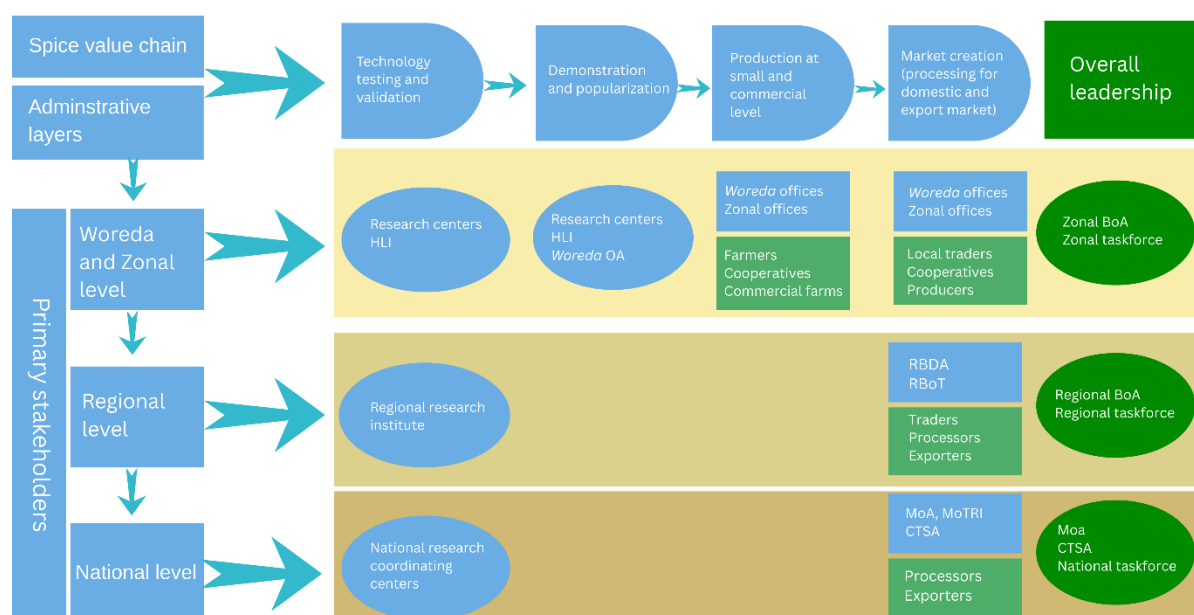 Spice value chain
Adminstrative
layers
Technology
testing and
validation
Demonstration
and popularization
Production at
small and
commercial
level
Market creation
(processing for
domestic and
export market)
Overall
leadership
Primary stakeholders
Woreda
and Zonal
level
Research centers
HLI
Research centers
HLI
Woreda OA
Woreda offices
Zonal offices
Farmers
Cooperatives
Commercial farms
Woreda offices
Zonal offices
Local traders
Cooperatives
Producers
Zonal BoA
Zonal taskforce
Regional
level
Regional research
institute
RBDA
RBoT
Traders
Processors
Exporters
Regional BoA
Regional taskforce
National level
National research
coordinating
centers
MoA, MoTRI
CTSA
Processors
Exporters
Moa
CTSA
National taskforce